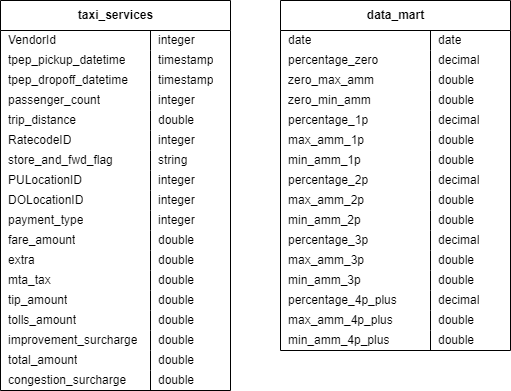 taxi_services
VendorId integer
tpep_pickup_datetime timestamp
tpep_dropoff_datetime timestamp
passenger_count integer
trip_distance double
RatecodeID integer
store_and_fwd_flag string
PULocationID integer
DOLocationID integer
payment_type integer
fare_amount double
extra double
mta_tax double
tip_amount double
tolls_amount double
improvement_surcharge double
total_amount double
congestion_surcharge double
data_mart
date date
percentage_zero decimal
zero_max_amm double
zero_min_amm double
percentage_1p decimal
max_amm_1p double
min_amm_1p double
percentage_2p decimal
max_amm_2p double
min_amm_2p double
percentage_3p decimal
max_amm_3p double
min_amm_3p double
percentage_4p_plus decimal
max_amm_4p_plus double
min_amm_4p_plus double